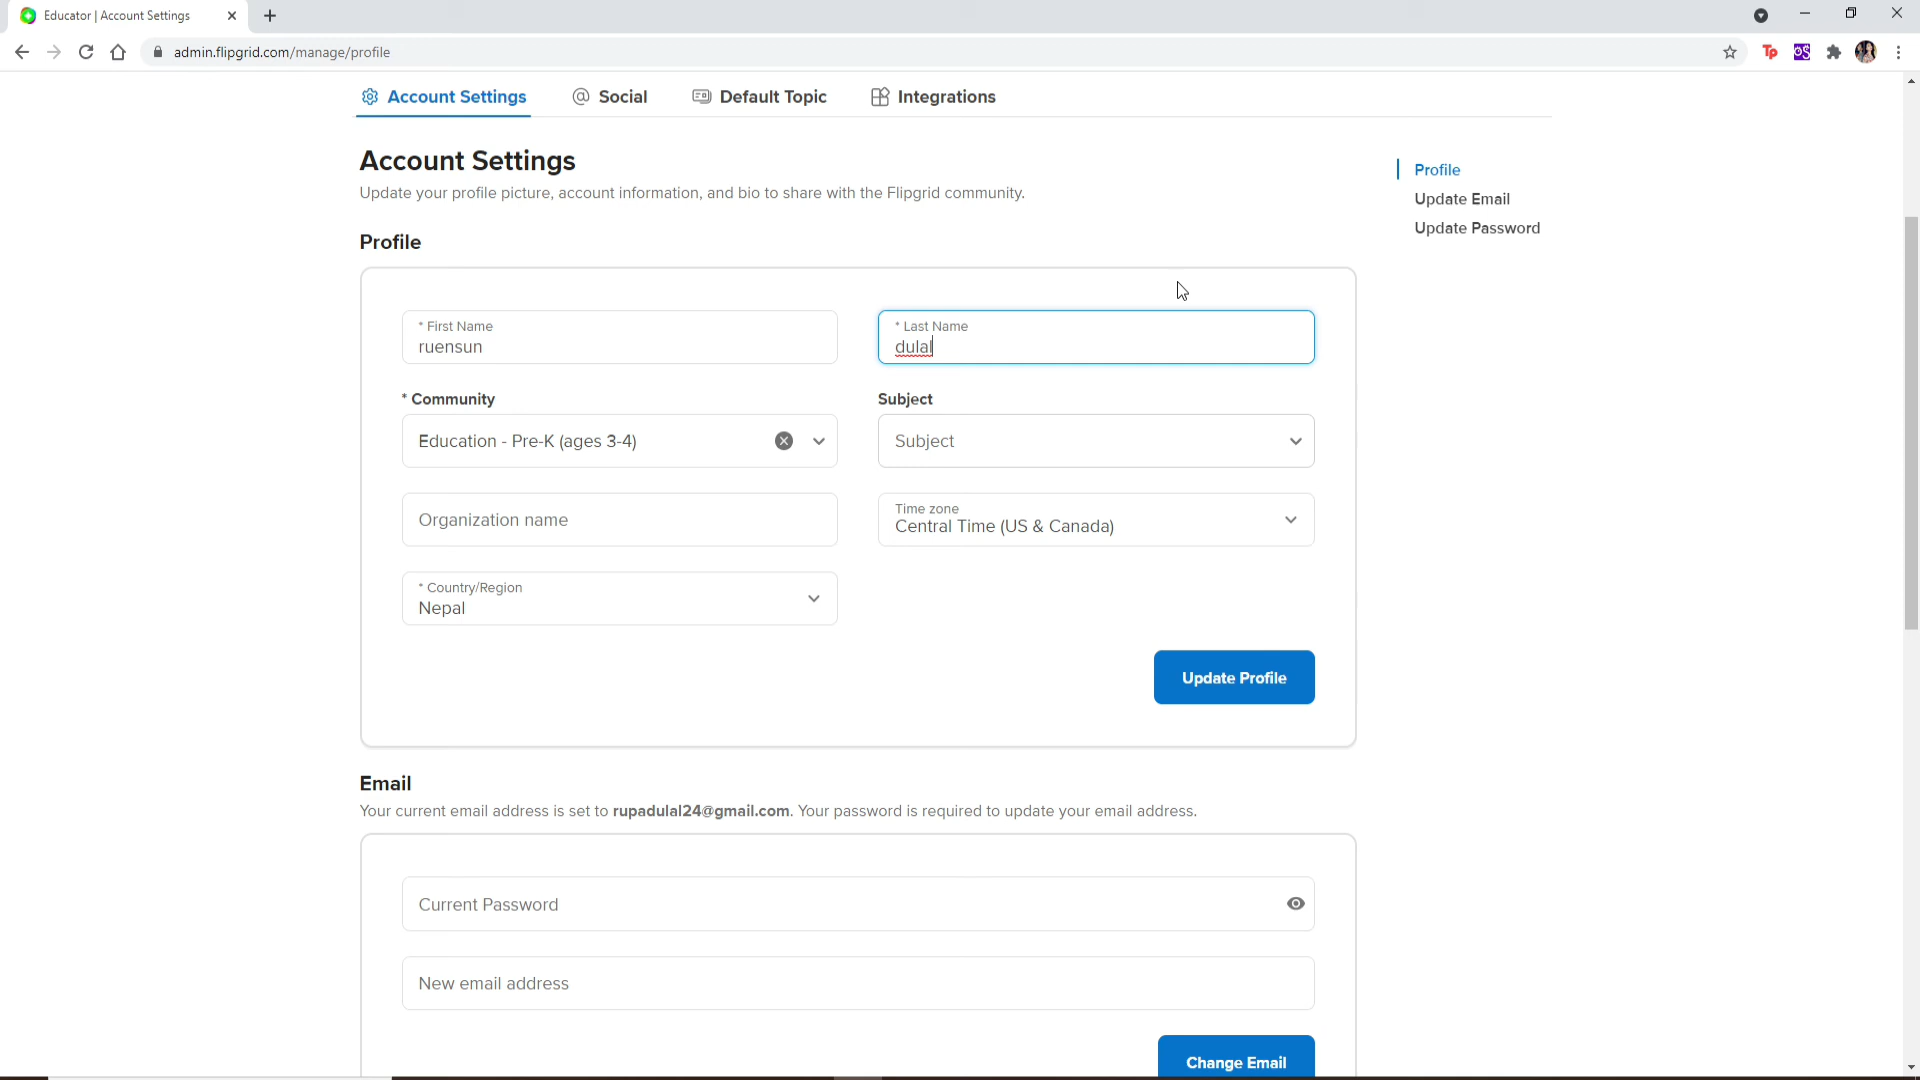 Educator | Account Settings
admin.flipgrid.com/manage/profile
Account Settings
Social
Default Topic
Integrations
Account Settings
Update your profile picture, account information, and bio to share with the Flipgrid community.
Profile
Update Email
Update Password
Profile
* First Name
ruensun
* Last Name
dulal
* Community
Education - Pre-K (ages 3-4)
Subject
Subject
Organization name
Time zone
Central Time (US & Canada)
* Country/Region
Nepal
Update Profile
Email
Your current email address is set to rupadulal24@gmail.com. Your password is required to update your email address.
Current Password
New email address
Change Email